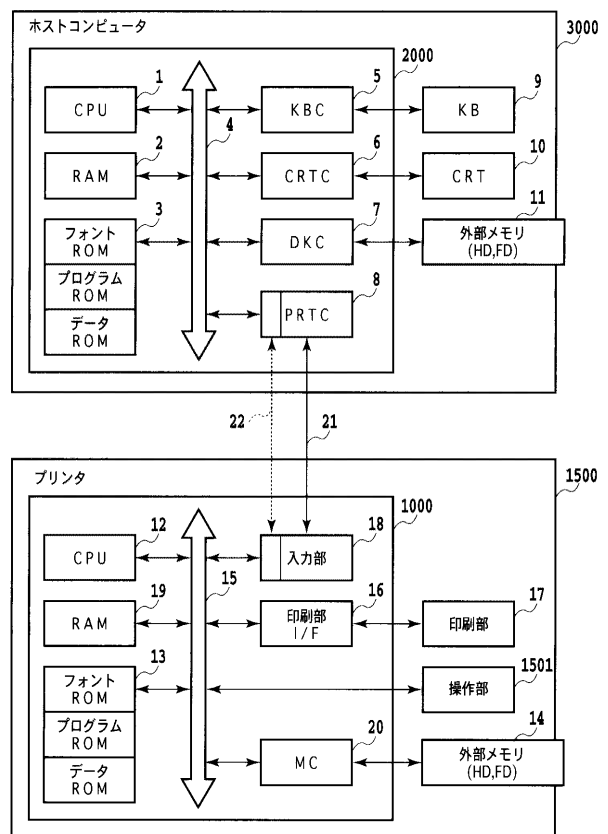 ホストコンピュータ
3000
2000
1
CPU
5
KBC
9
KB
4
2
RAM
6
CRTC
10
CRT
3
フォント
ROM
プログラム
ROM
データ
ROM
7
DKC
11
外部メモリ
(HD,FD)
8
PRTC
22
21
プリンタ
1500
1000
12
CPU
18
入力部
15
19
RAM
16
印刷部
I/F
17
印刷部
13
フォント
ROM
プログラム
ROM
データ
ROM
1501
操作部
20
MC
14
外部メモリ
(HD,FD)